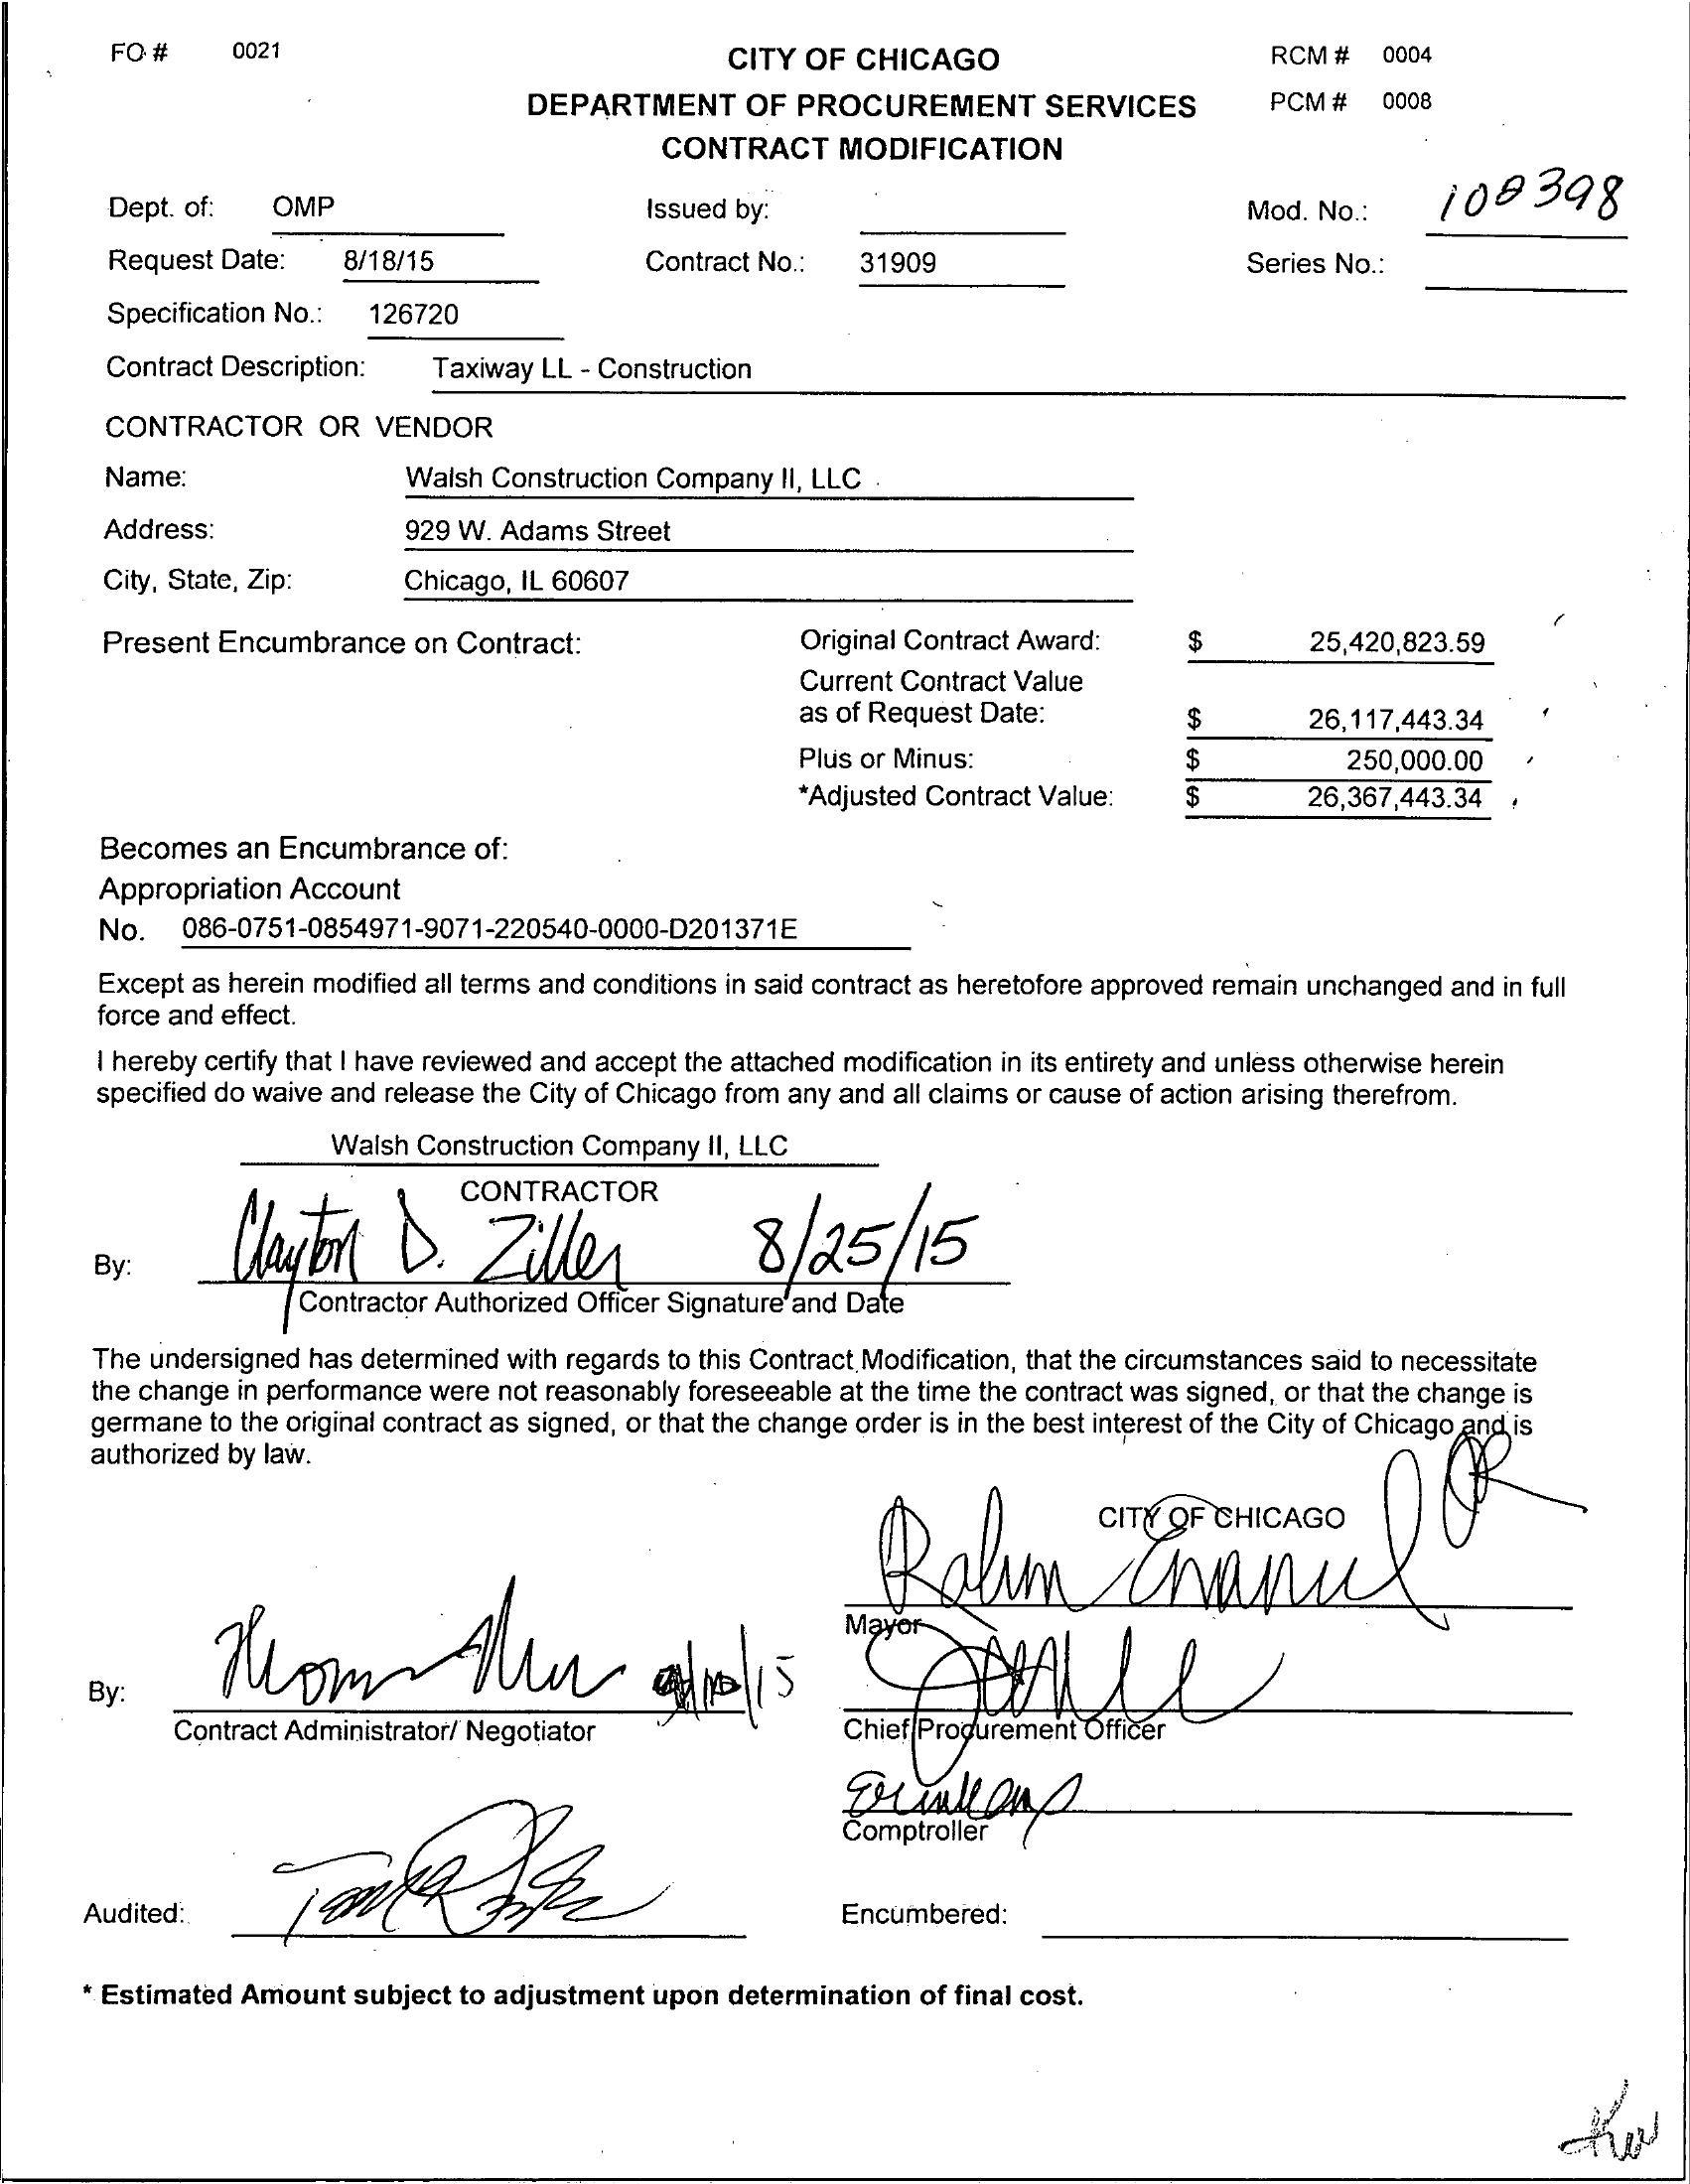 FO # 0021
CITY OF CHICAGO
RCM # 0004
DEPARTMENT OF PROCUREMENT SERVICES
PCM # 0008
CONTRACT MODIFICATION
Dept. of: OMP Issued by: Mod. No.: 108398
Request Date: 8/18/15 Contract No.: 31909 Series No.:
Specification No.: 126720
Contract Description: Taxiway LL - Construction
CONTRACTOR OR VENDOR
Name: Walsh Construction Company II, LLC
Address: 929 W. Adams Street
City, State, Zip: Chicago, IL 60607
Present Encumbrance on Contract: Original Contract Award: $ 25,420,823.59
Current Contract Value
as of Request Date: $ 26,117,443.34
Plus or Minus: $ 250,000.00
*Adjusted Contract Value: $ 26,367,443.34
Becomes an Encumbrance of:
Appropriation Account
No. 086-0751-0854971-9071-220540-0000-D201371E
Except as herein modified all terms and conditions in said contract as heretofore approved remain unchanged and in full
force and effect.
I hereby certify that I have reviewed and accept the attached modification in its entirety and unless otherwise herein
specified do waive and release the City of Chicago from any and all claims or cause of action arising therefrom.
Walsh Construction Company II, LLC
CONTRACTOR
By: Clayton D. Ziller 8/25/15
Contractor Authorized Officer Signature and Date
The undersigned has determined with regards to this Contract Modification, that the circumstances said to necessitate
the change in performance were not reasonably foreseeable at the time the contract was signed, or that the change is
germane to the original contract as signed, or that the change order is in the best interest of the City of Chicago and is
authorized by law.
CITY OF CHICAGO
Rahm Emanuel
Mayor
By:
Contract Administrator/ Negotiator
Chief Procurement Officer
Comptroller
Audited:
Encumbered:
* Estimated Amount subject to adjustment upon determination of final cost.